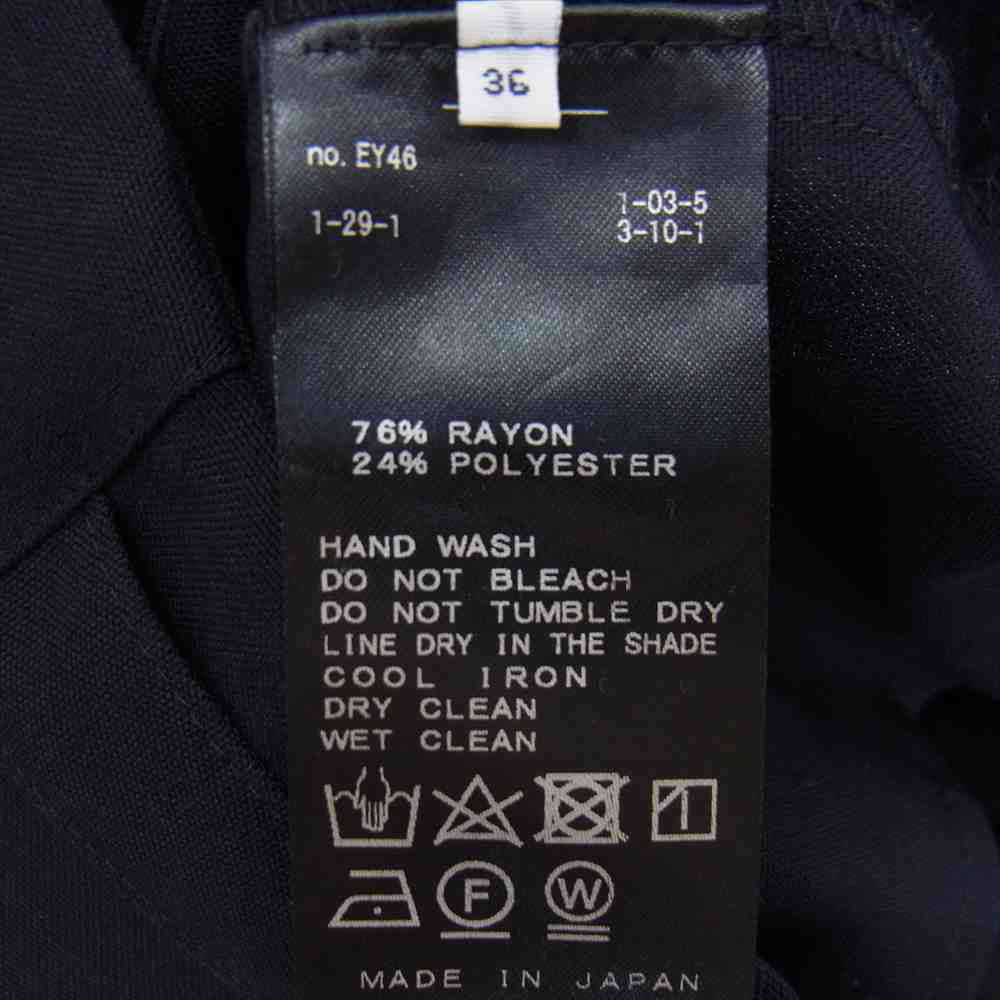 36
no. EY46
1-29-1 1-03-5
3-10-1
76% RAYON
24% POLYESTER
HAND WASH
DO NOT BLEACH
DO NOT TUMBLE DRY
LINE DRY IN THE SHADE
COOL IRON
DRY CLEAN
WET CLEAN
F W
MADE IN JAPAN